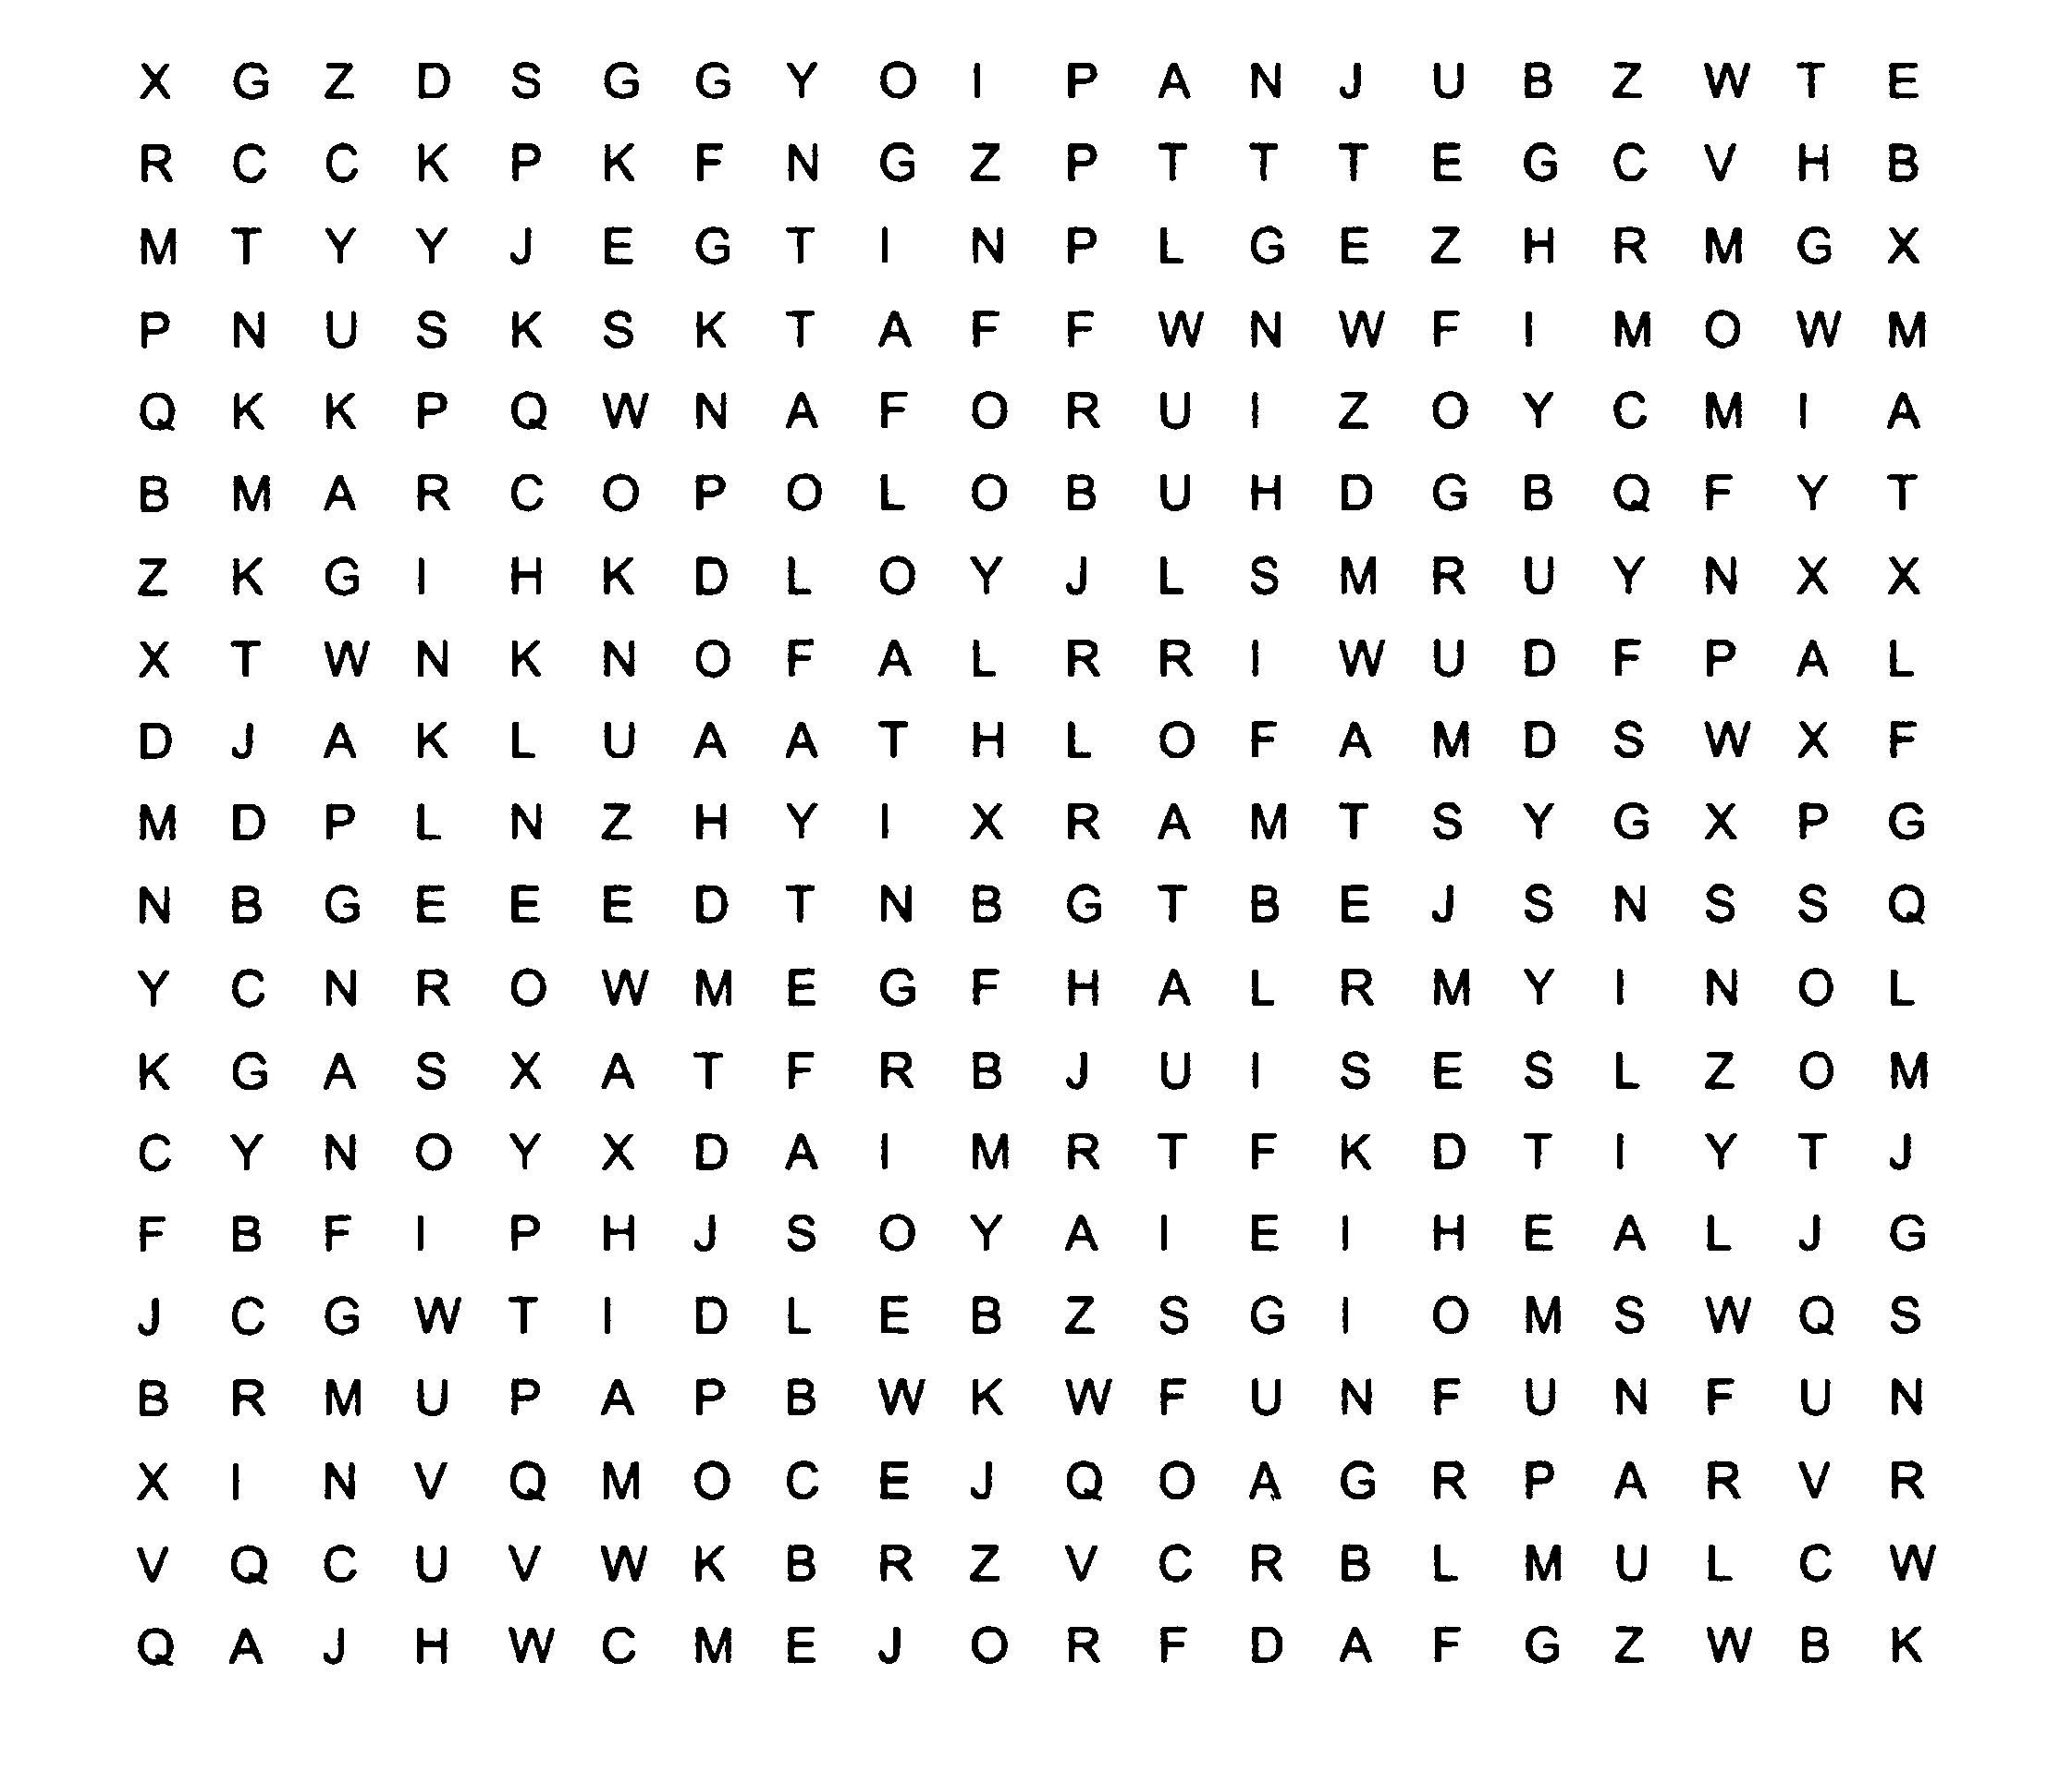 X G Z D S G G Y O I P A N J U B Z W T E
R C C K P K F N G Z P T T T E G C V H B
M T Y Y J E G T I N P L G E Z H R M G X
P N U S K S K T A F F W N W F I M O W M
Q K K P Q W N A F O R U I Z O Y C M I A
B M A R C O P O L O B U H D G B Q F Y T
Z K G I H K D L O Y J L S M R U Y N X X
X T W N K N O F A L R R I W U D F P A L
D J A K L U A A T H L O F A M D S W X F
M D P L N Z H Y I X R A M T S Y G X P G
N B G E E E D T N B G T B E J S N S S Q
Y C N R O W M E G F H A L R M Y I N O L
K G A S X A T F R B J U I S E S L Z O M
C Y N O Y X D A I M R T F K D T I Y T J
F B F I P H J S O Y A I E I H E A L J G
J C G W T I D L E B Z S G I O M S W Q S
B R M U P A P B W K W F U N F U N F U N
X I N V Q M O C E J Q O A G R P A R V R
V Q C U V W K B R Z V C R B L M U L C W
Q A J H W C M E J O R F D A F G Z W B K